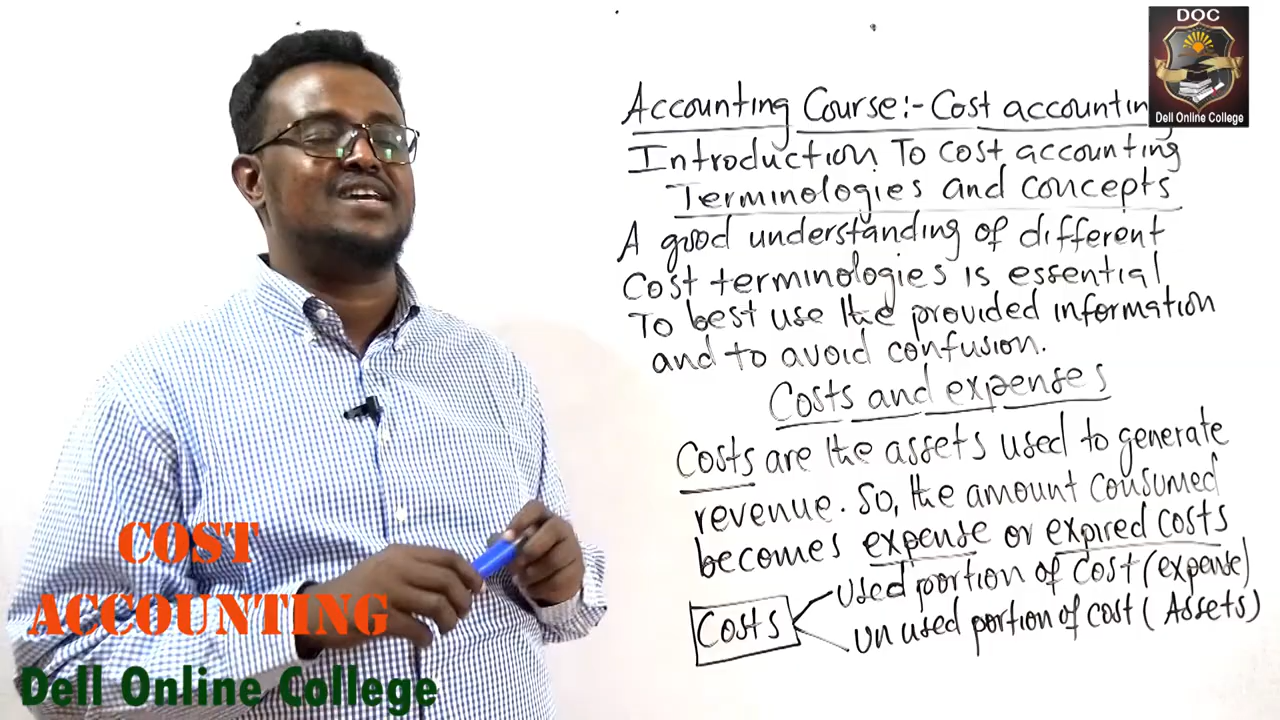 DOC
Dell Online College
Accounting Course:- Cost accountin
Introduction To cost accounting
Terminologies and concepts
A good understanding of different
Cost terminologies is essential
To best use the provided information
and to avoid confusion.
Costs and expenses
Costs are the assets used to generate
revenue. So, the amount consumed
becomes expense or expired costs
Costs
Used portion of cost (expense)
un used portion of cost ( Assets)
COST
ACCOUNTING
Dell Online College